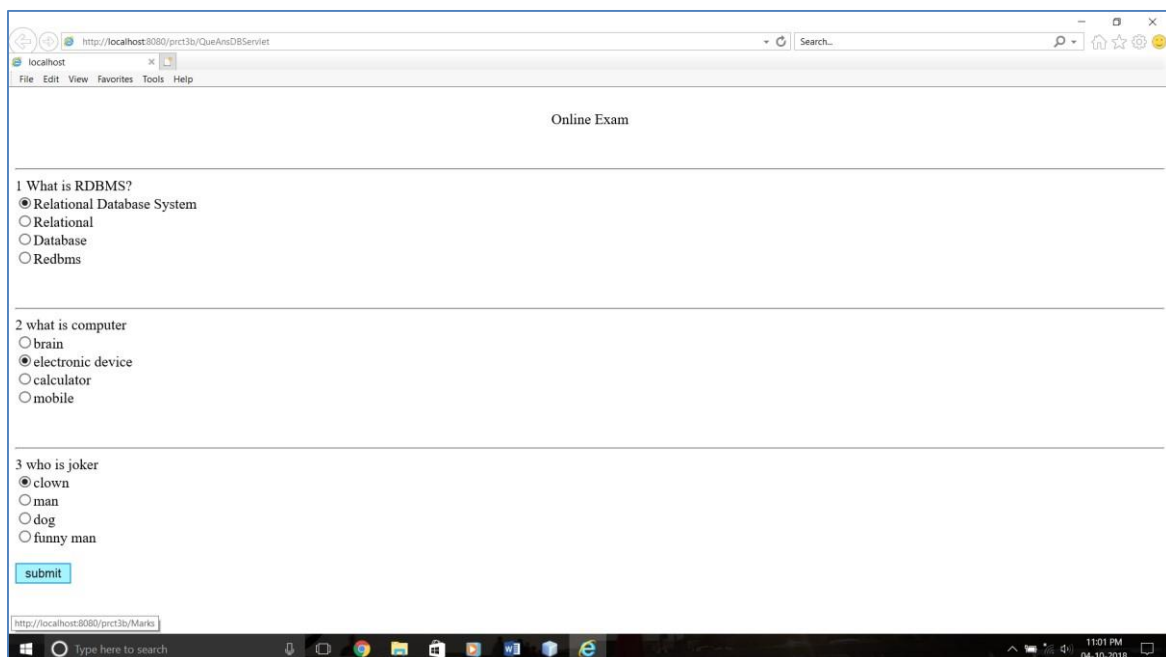 http://localhost:8080/prct3b/QueAnsDBServlet
Search...
localhost
File Edit View Favorites Tools Help
Online Exam
1 What is RDBMS?
Relational Database System
Relational
Database
Redbms
2 what is computer
brain
electronic device
calculator
mobile
3 who is joker
clown
man
dog
funny man
submit
http://localhost:8080/prct3b/Marks
Type here to search
11:01 PM
04-10-2018